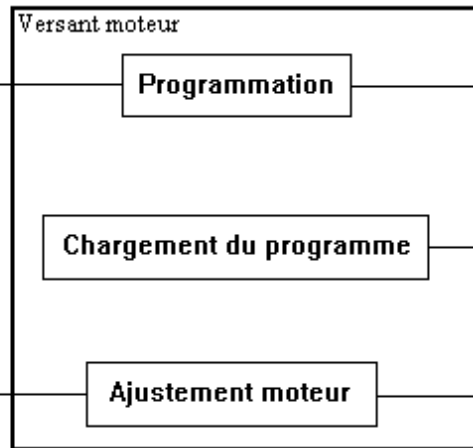 Versant moteur
Programmation
Chargement du programme
Ajustement moteur